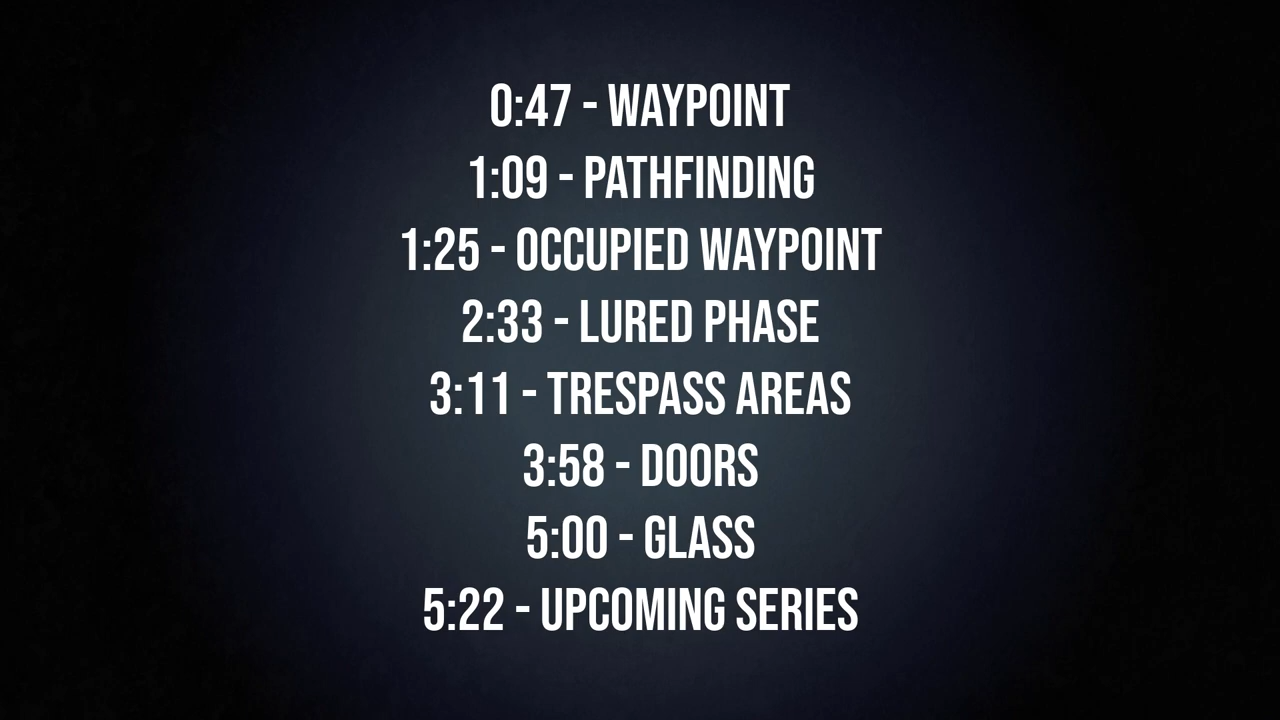 0:47 - WAYPOINT
1:09 - PATHFINDING
1:25 - OCCUPIED WAYPOINT
2:33 - LURED PHASE
3:11 - TRESPASS AREAS
3:58 - DOORS
5:00 - GLASS
5:22 - UPCOMING SERIES